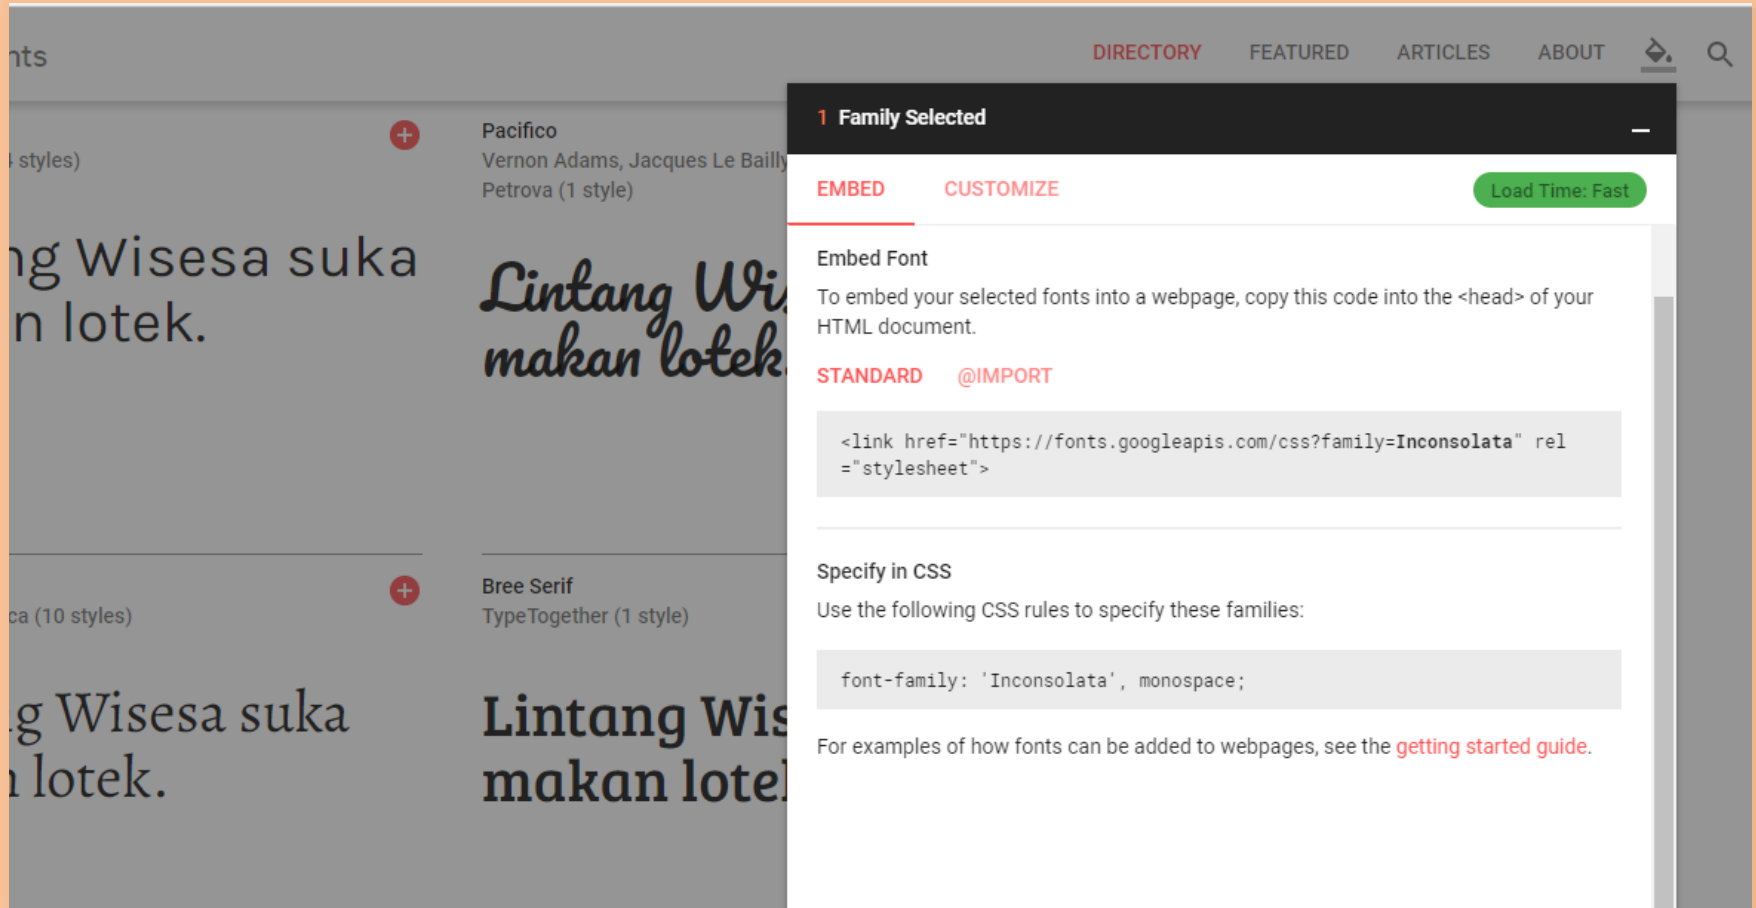 nts
DIRECTORY FEATURED ARTICLES ABOUT
styles)
Pacifico
Vernon Adams, Jacques Le Bailly
Petrova (1 style)
ng Wisesa suka
n lotek.
Lintang Wis
makan lotek.
ca (10 styles)
Bree Serif
TypeTogether (1 style)
g Wisesa suka
lotek.
Lintang Wis
makan lotek
1 Family Selected
EMBED CUSTOMIZE Load Time: Fast
Embed Font
To embed your selected fonts into a webpage, copy this code into the <head> of your
HTML document.
STANDARD @IMPORT
<link href="https://fonts.googleapis.com/css?family=Inconsolata" rel
="stylesheet">
Specify in CSS
Use the following CSS rules to specify these families:
font-family: 'Inconsolata', monospace;
For examples of how fonts can be added to webpages, see the getting started guide.